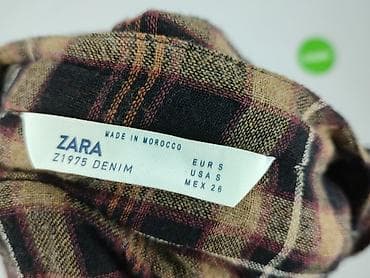 MADE IN MOROCCO
ZARA
Z1975 DENIM
EUR S
USA S
MEX 26